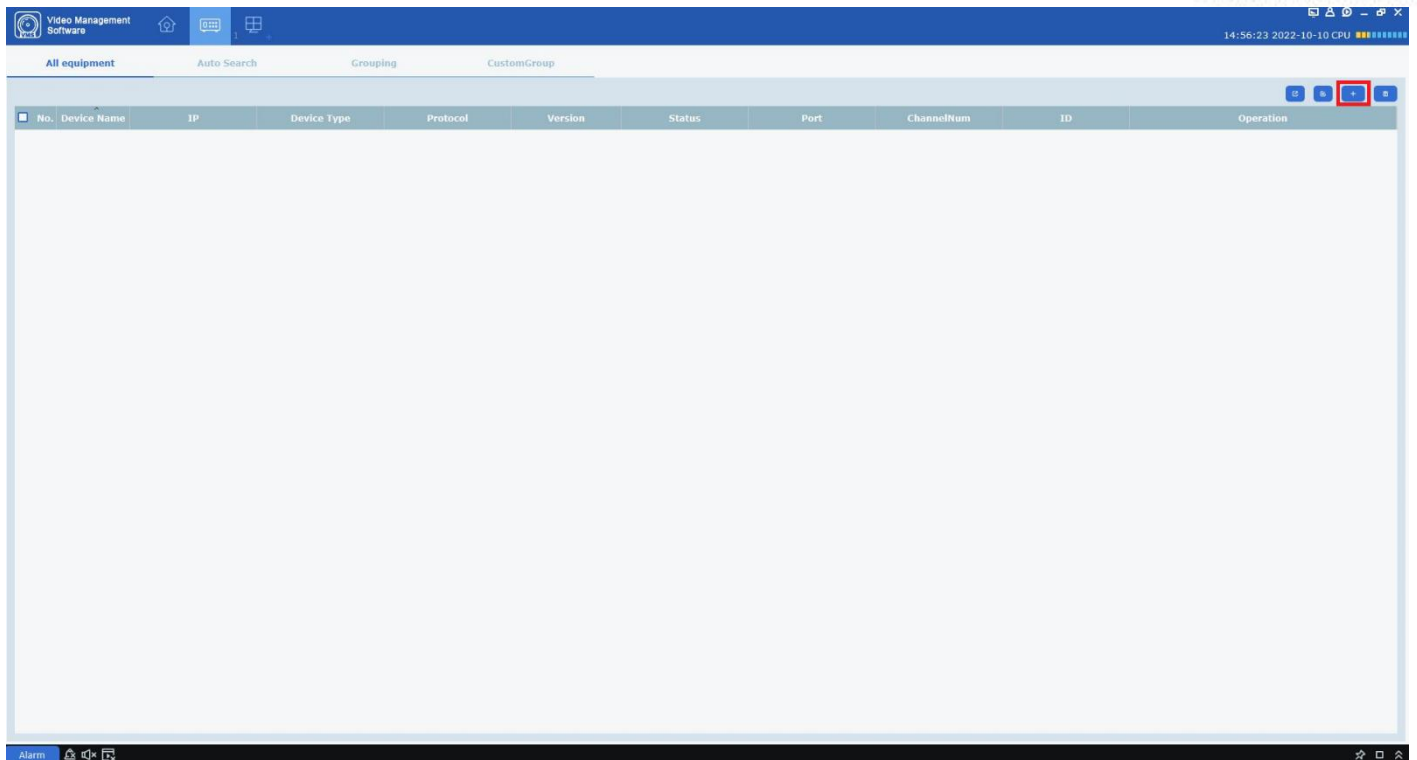 Video Management
Software
1
14:56:23 2022-10-10 CPU
All equipment Auto Search Grouping CustomGroup
+
No. Device Name IP Device Type Protocol Version Status Port ChannelNum ID Operation
Alarm